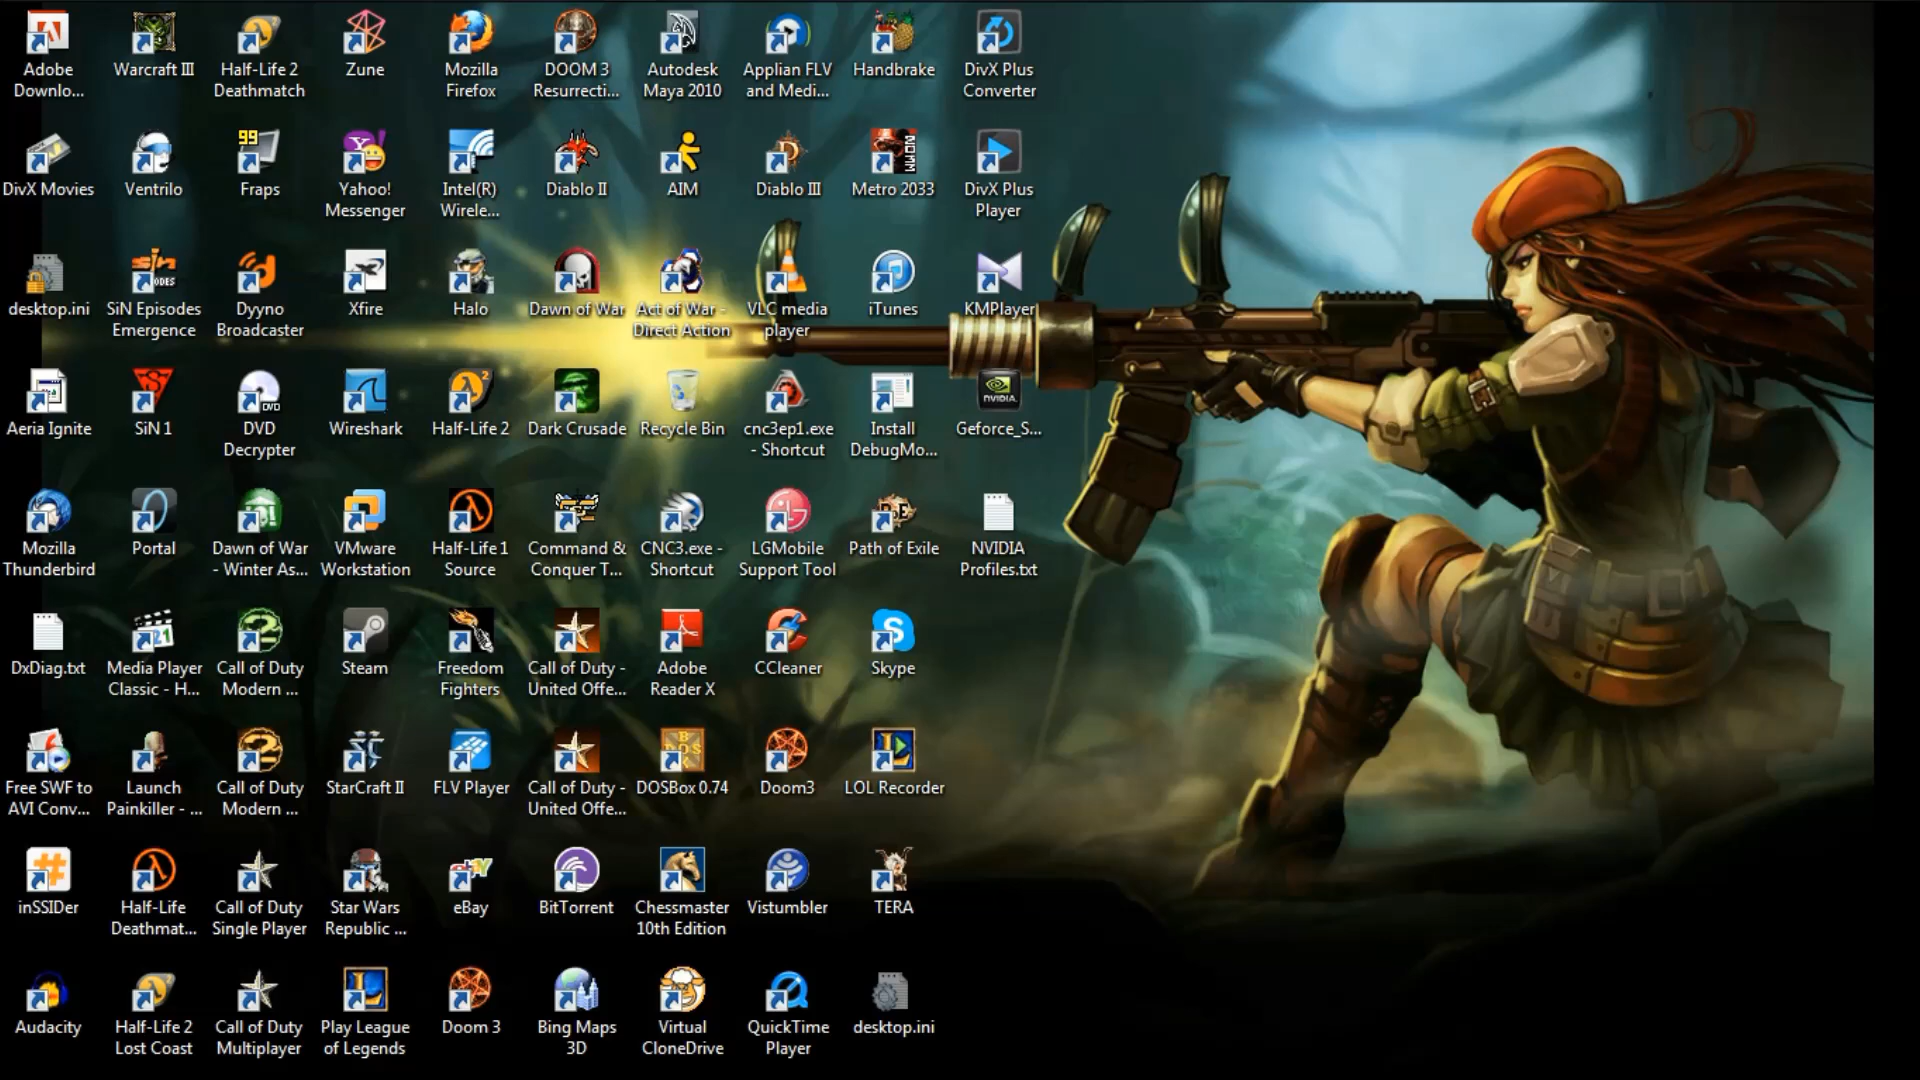 Adobe
Downlo...
Warcraft III
Half-Life 2
Deathmatch
Zune
Mozilla
Firefox
DOOM 3
Resurrecti...
Autodesk
Maya 2010
Applian FLV
and Medi...
Handbrake
DivX Plus
Converter
DivX Movies
Ventrilo
99
Fraps
Yahoo!
Messenger
Intel(R)
Wirele...
Diablo II
AIM
Diablo III
Metro 2033
DivX Plus
Player
desktop.ini
SiN Episodes
Emergence
Dyyno
Broadcaster
Xfire
Halo
Dawn of War
Act of War -
Direct Action
VLC media
player
iTunes
KMPlayer
Aeria Ignite
SiN 1
DVD
DVD
Decrypter
Wireshark
Half-Life 2
Dark Crusade
Recycle Bin
cnc3ep1.exe
- Shortcut
Install
DebugMo...
NVIDIA.
Geforce_S...
Mozilla
Thunderbird
Portal
Dawn of War
- Winter As...
VMware
Workstation
Half-Life 1
Source
Command &
Conquer T...
CNC3.exe -
Shortcut
LGMobile
Support Tool
Path of Exile
NVIDIA
Profiles.txt
DxDiag.txt
Media Player
Classic - H...
Call of Duty
Modern ...
Steam
Freedom
Fighters
Call of Duty -
United Offe...
Adobe
Reader X
CCleaner
Skype
Free SWF to
AVI Conv...
Launch
Painkiller - ...
Call of Duty
Modern ...
StarCraft II
FLV Player
Call of Duty -
United Offe...
DOSBox 0.74
Doom3
LOL Recorder
inSSIDer
Half-Life
Deathmat...
Call of Duty
Single Player
Star Wars
Republic ...
eBay
BitTorrent
Chessmaster
10th Edition
Vistumbler
TERA
Audacity
Half-Life 2
Lost Coast
Call of Duty
Multiplayer
Play League
of Legends
Doom 3
Bing Maps
3D
Virtual
CloneDrive
QuickTime
Player
desktop.ini